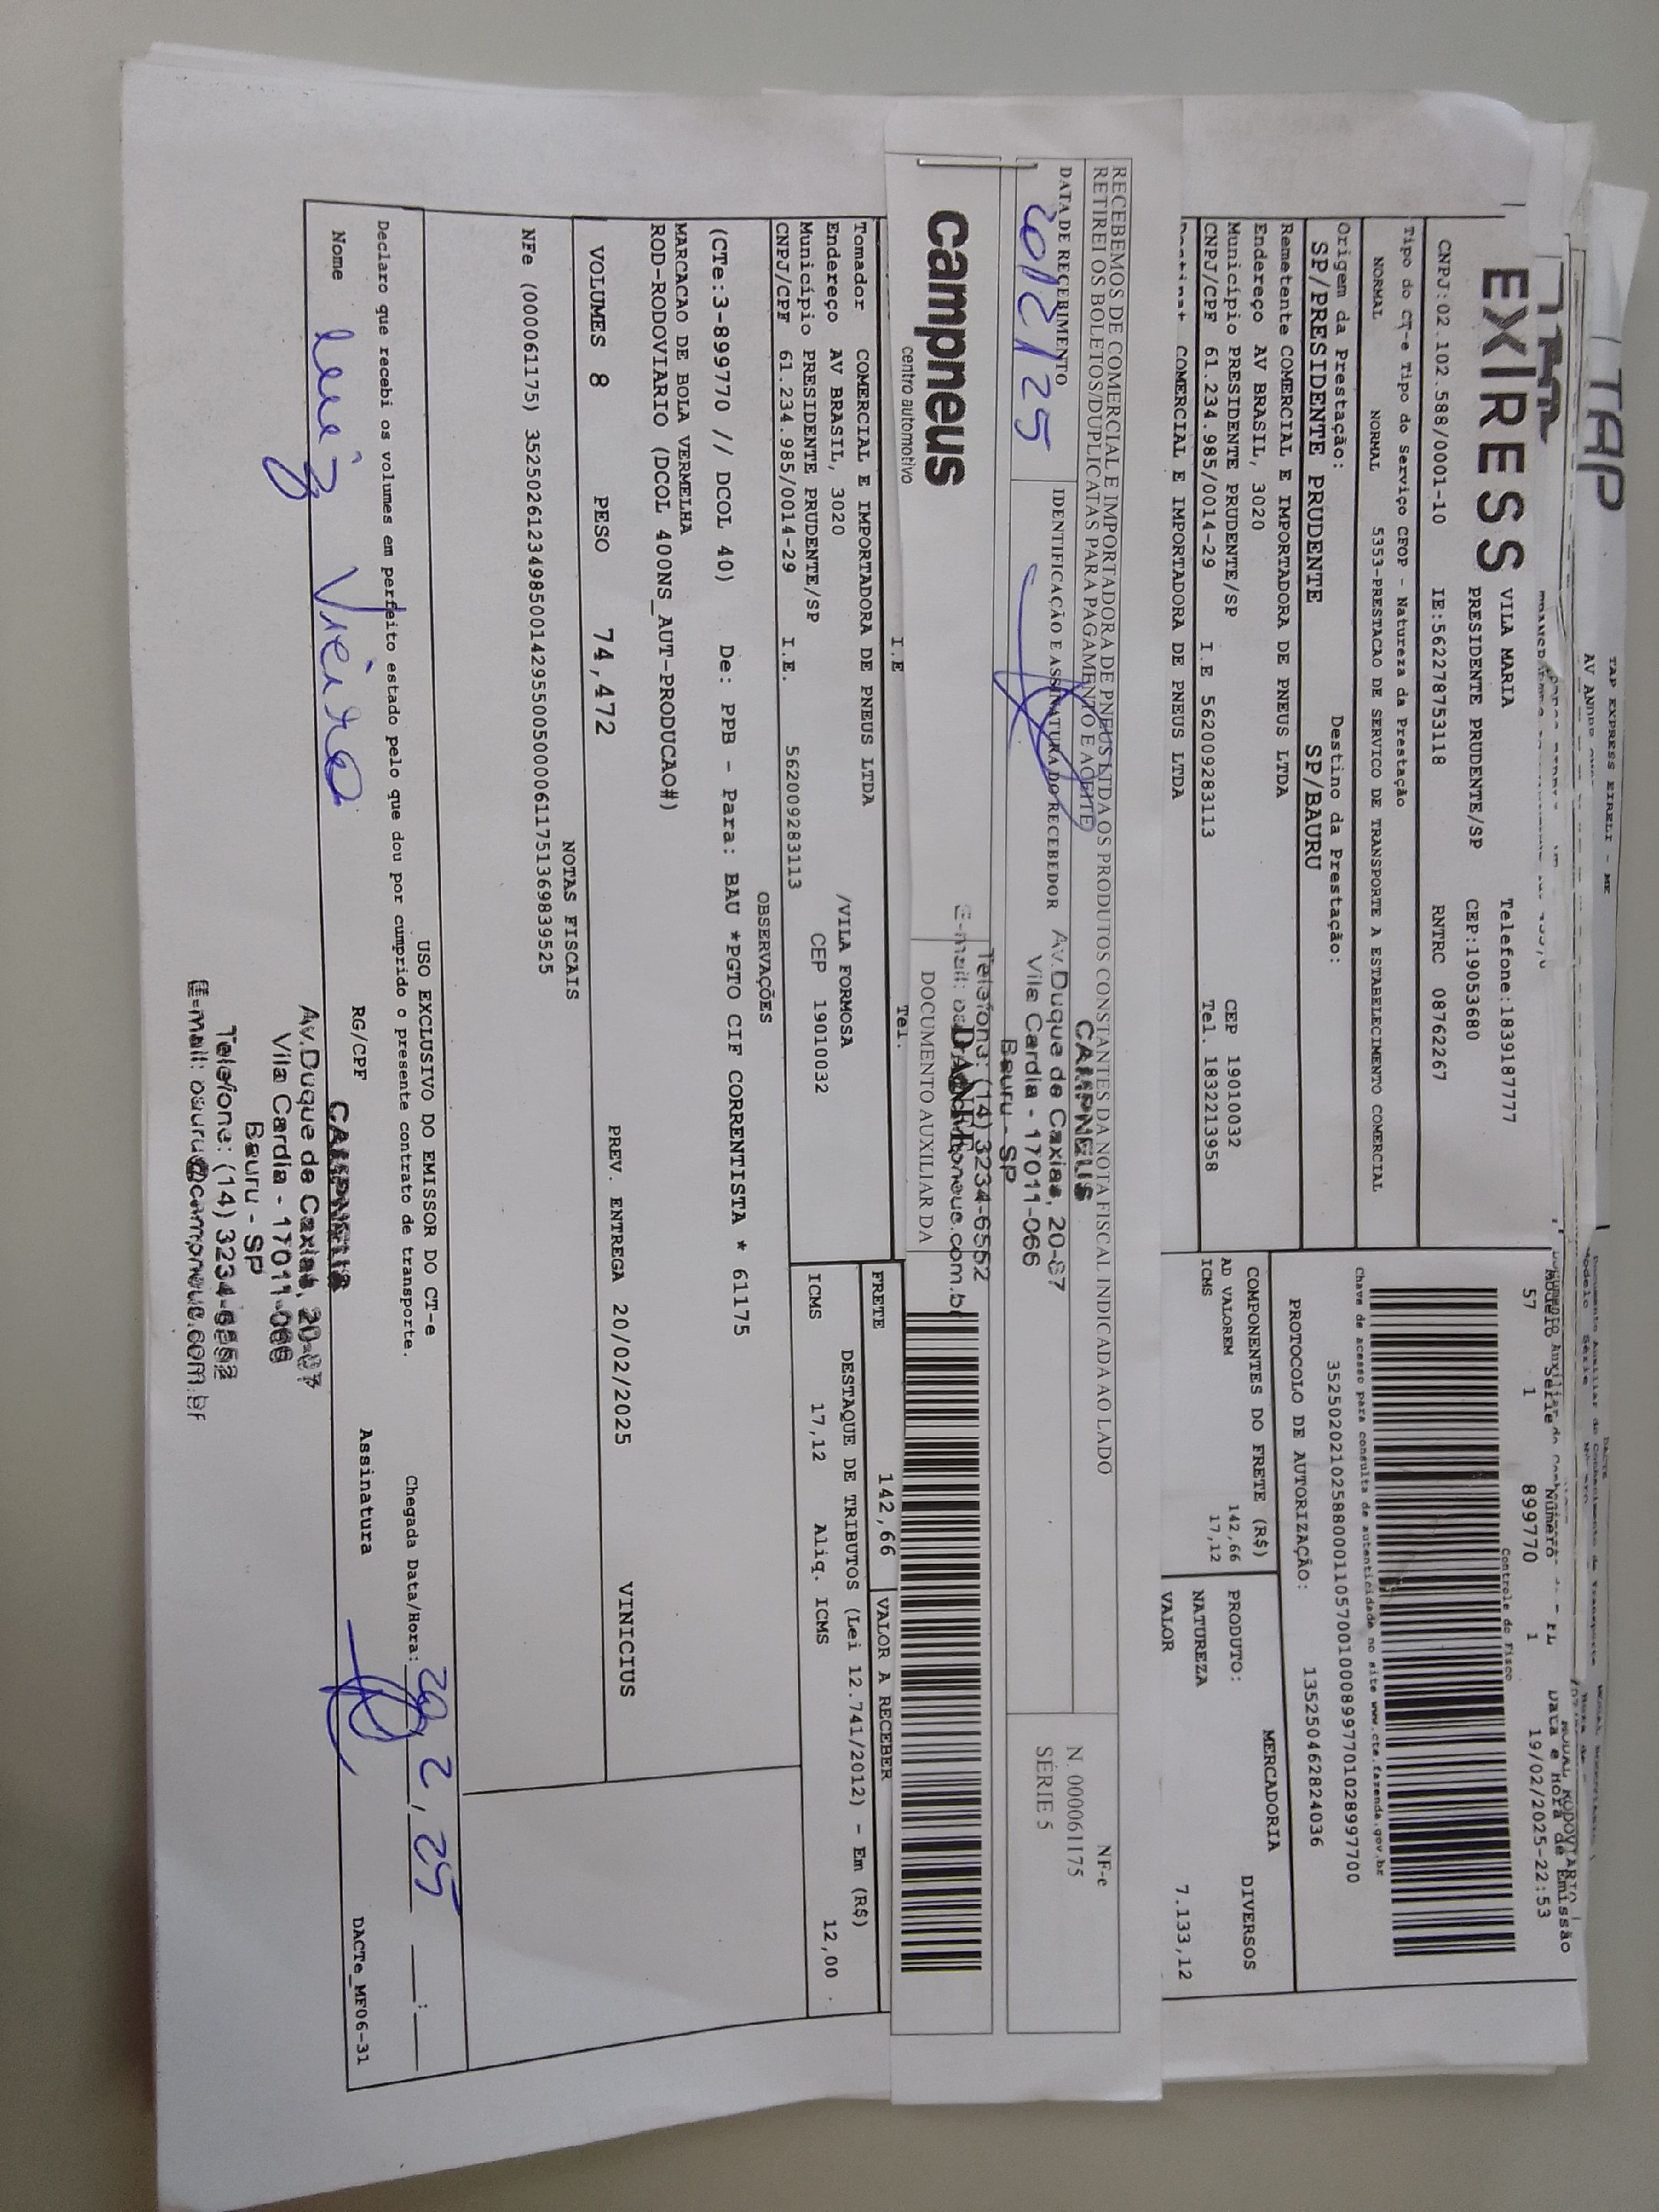 TAP
TAP EXPRESS EIRELI - ME
EXPRESS
VILA MARIA
Telefone:1839187777
PRESIDENTE PRUDENTE/SP
CEP:19053680
CNPJ:02.102.588/0001-10 IE:562278753118 RNTRC 08762267
57 1 899770 1 19/02/2025-22:53
Controle do Fisco
Tipo do CT-e Tipo do Serviço CFOP - Natureza da Prestação
NORMAL NORMAL 5353-PRESTACAO DE SERVICO DE TRANSPORTE A ESTABELECIMENTO COMERCIAL
Chave de acesso para consulta de autenticidade no site www.cte.fazenda.gov.br
35250202102588000110570010008997701028997700
Origem da Prestação: Destino da Prestação:
SP/PRESIDENTE PRUDENTE SP/BAURU
PROTOCOLO DE AUTORIZAÇÃO: 135250462824036
Remetente COMERCIAL E IMPORTADORA DE PNEUS LTDA
Endereço AV BRASIL, 3020
Município PRESIDENTE PRUDENTE/SP CEP 19010032
CNPJ/CPF 61.234.985/0014-29 I.E 562009283113 Tel. 1832213958
COMERCIAL E IMPORTADORA DE PNEUS LTDA
COMPONENTES DO FRETE (R$)
AD VALOREM 142,66
ICMS 17,12
MERCADORIA
PRODUTO: DIVERSOS
NATUREZA
VALOR 7.133,12
RECEBEMOS DE COMERCIAL E IMPORTADORA DE PNEUS LTDA OS PRODUTOS CONSTANTES DA NOTA FISCAL INDICADA AO LADO
RETIREI OS BOLETOS/DUPLICATAS PARA PAGAMENTO E ACEITE
DATA DE RECEBIMENTO
IDENTIFICAÇÃO E ASSINATURA DO RECEBEDOR
20/2/25
NF-e
N. 000061175
SÉRIE 5
CAMPNEUS
Av.Duque de Caxias, 20-67
Vila Cardia - 17011-066
Bauru - SP
Telefone: (14) 3234-6552
campneus
centro automotivo
DANFE
DOCUMENTO AUXILIAR DA
I.E Tel.
Tomador COMERCIAL E IMPORTADORA DE PNEUS LTDA
Endereço AV BRASIL, 3020 /VILA FORMOSA
Município PRESIDENTE PRUDENTE/SP CEP 19010032
CNPJ/CPF 61.234.985/0014-29 I.E. 562009283113
FRETE 142,66 VALOR A RECEBER
DESTAQUE DE TRIBUTOS (Lei 12.741/2012) - Em (R$)
ICMS 17,12 Aliq. ICMS 12,00
OBSERVAÇÕES
(CTe:3-899770 // DCOL 40) De: PPB - Para: BAU *PGTO CIF CORRENTISTA * 61175
MARCACAO DE BOLA VERMELHA
ROD-RODOVIARIO (DCOL 400NS_AUT-PRODUCAO#)
VOLUMES 8 PESO 74,472 PREV. ENTREGA 20/02/2025 VINICIUS
NOTAS FISCAIS
NFe (000061175) 35250261234985001429550050000611751369839525
USO EXCLUSIVO DO EMISSOR DO CT-e
Declaro que recebi os volumes em perfeito estado pelo que dou por cumprido o presente contrato de transporte.
Chegada Data/Hora: 20, 2, 25 __:__
Nome Luiz Vieira RG/CPF Assinatura DACTe_MF06-31
CAMPNEUS
Av.Duque de Caxias, 20-67
Vila Cardia - 17011-066
Bauru - SP
Telefone: (14) 3234-6552
E-mail: bauru@campneus.com.br